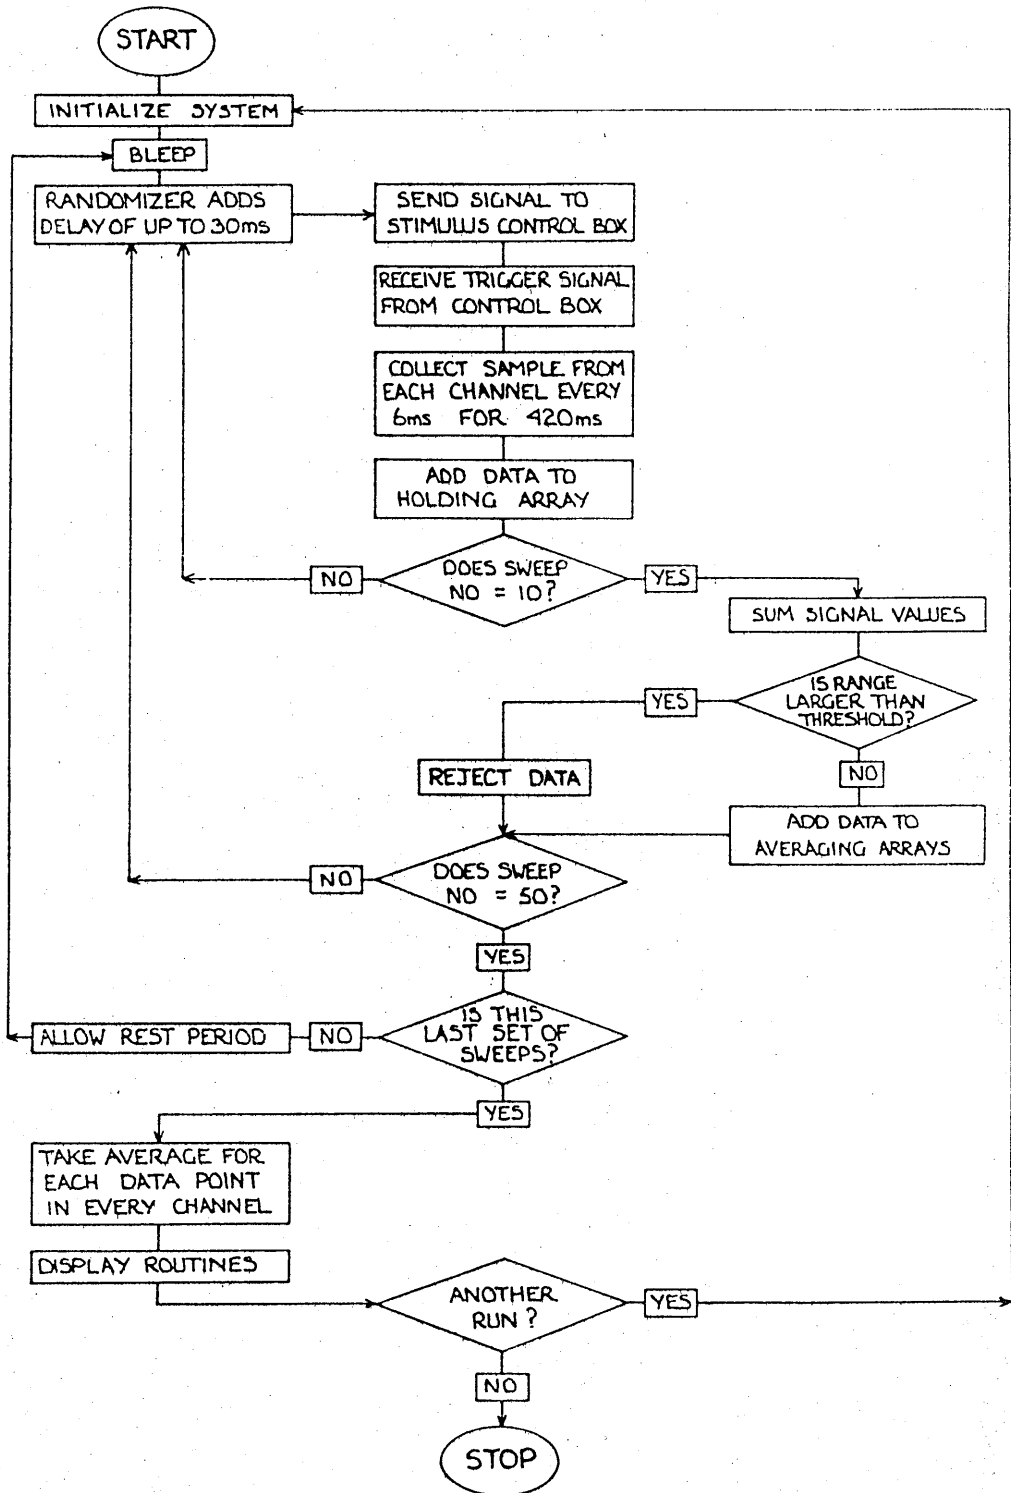 START
INITIALIZE SYSTEM
BLEEP
RANDOMIZER ADDS
DELAY OF UP TO 30ms
SEND SIGNAL TO
STIMULUS CONTROL BOX
RECEIVE TRIGGER SIGNAL
FROM CONTROL BOX
COLLECT SAMPLE FROM
EACH CHANNEL EVERY
6ms FOR 420ms
ADD DATA TO
HOLDING ARRAY
DOES SWEEP
NO = 10?
NO
YES
SUM SIGNAL VALUES
IS RANGE
LARGER THAN
THRESHOLD?
YES
NO
REJECT DATA
ADD DATA TO
AVERAGING ARRAYS
DOES SWEEP
NO = 50?
NO
YES
IS THIS
LAST SET OF
SWEEPS?
NO
ALLOW REST PERIOD
YES
TAKE AVERAGE FOR
EACH DATA POINT
IN EVERY CHANNEL
DISPLAY ROUTINES
ANOTHER
RUN?
YES
NO
STOP